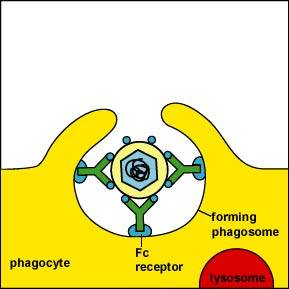 forming
phagosome
phagocyte
Fc
receptor
lysosome